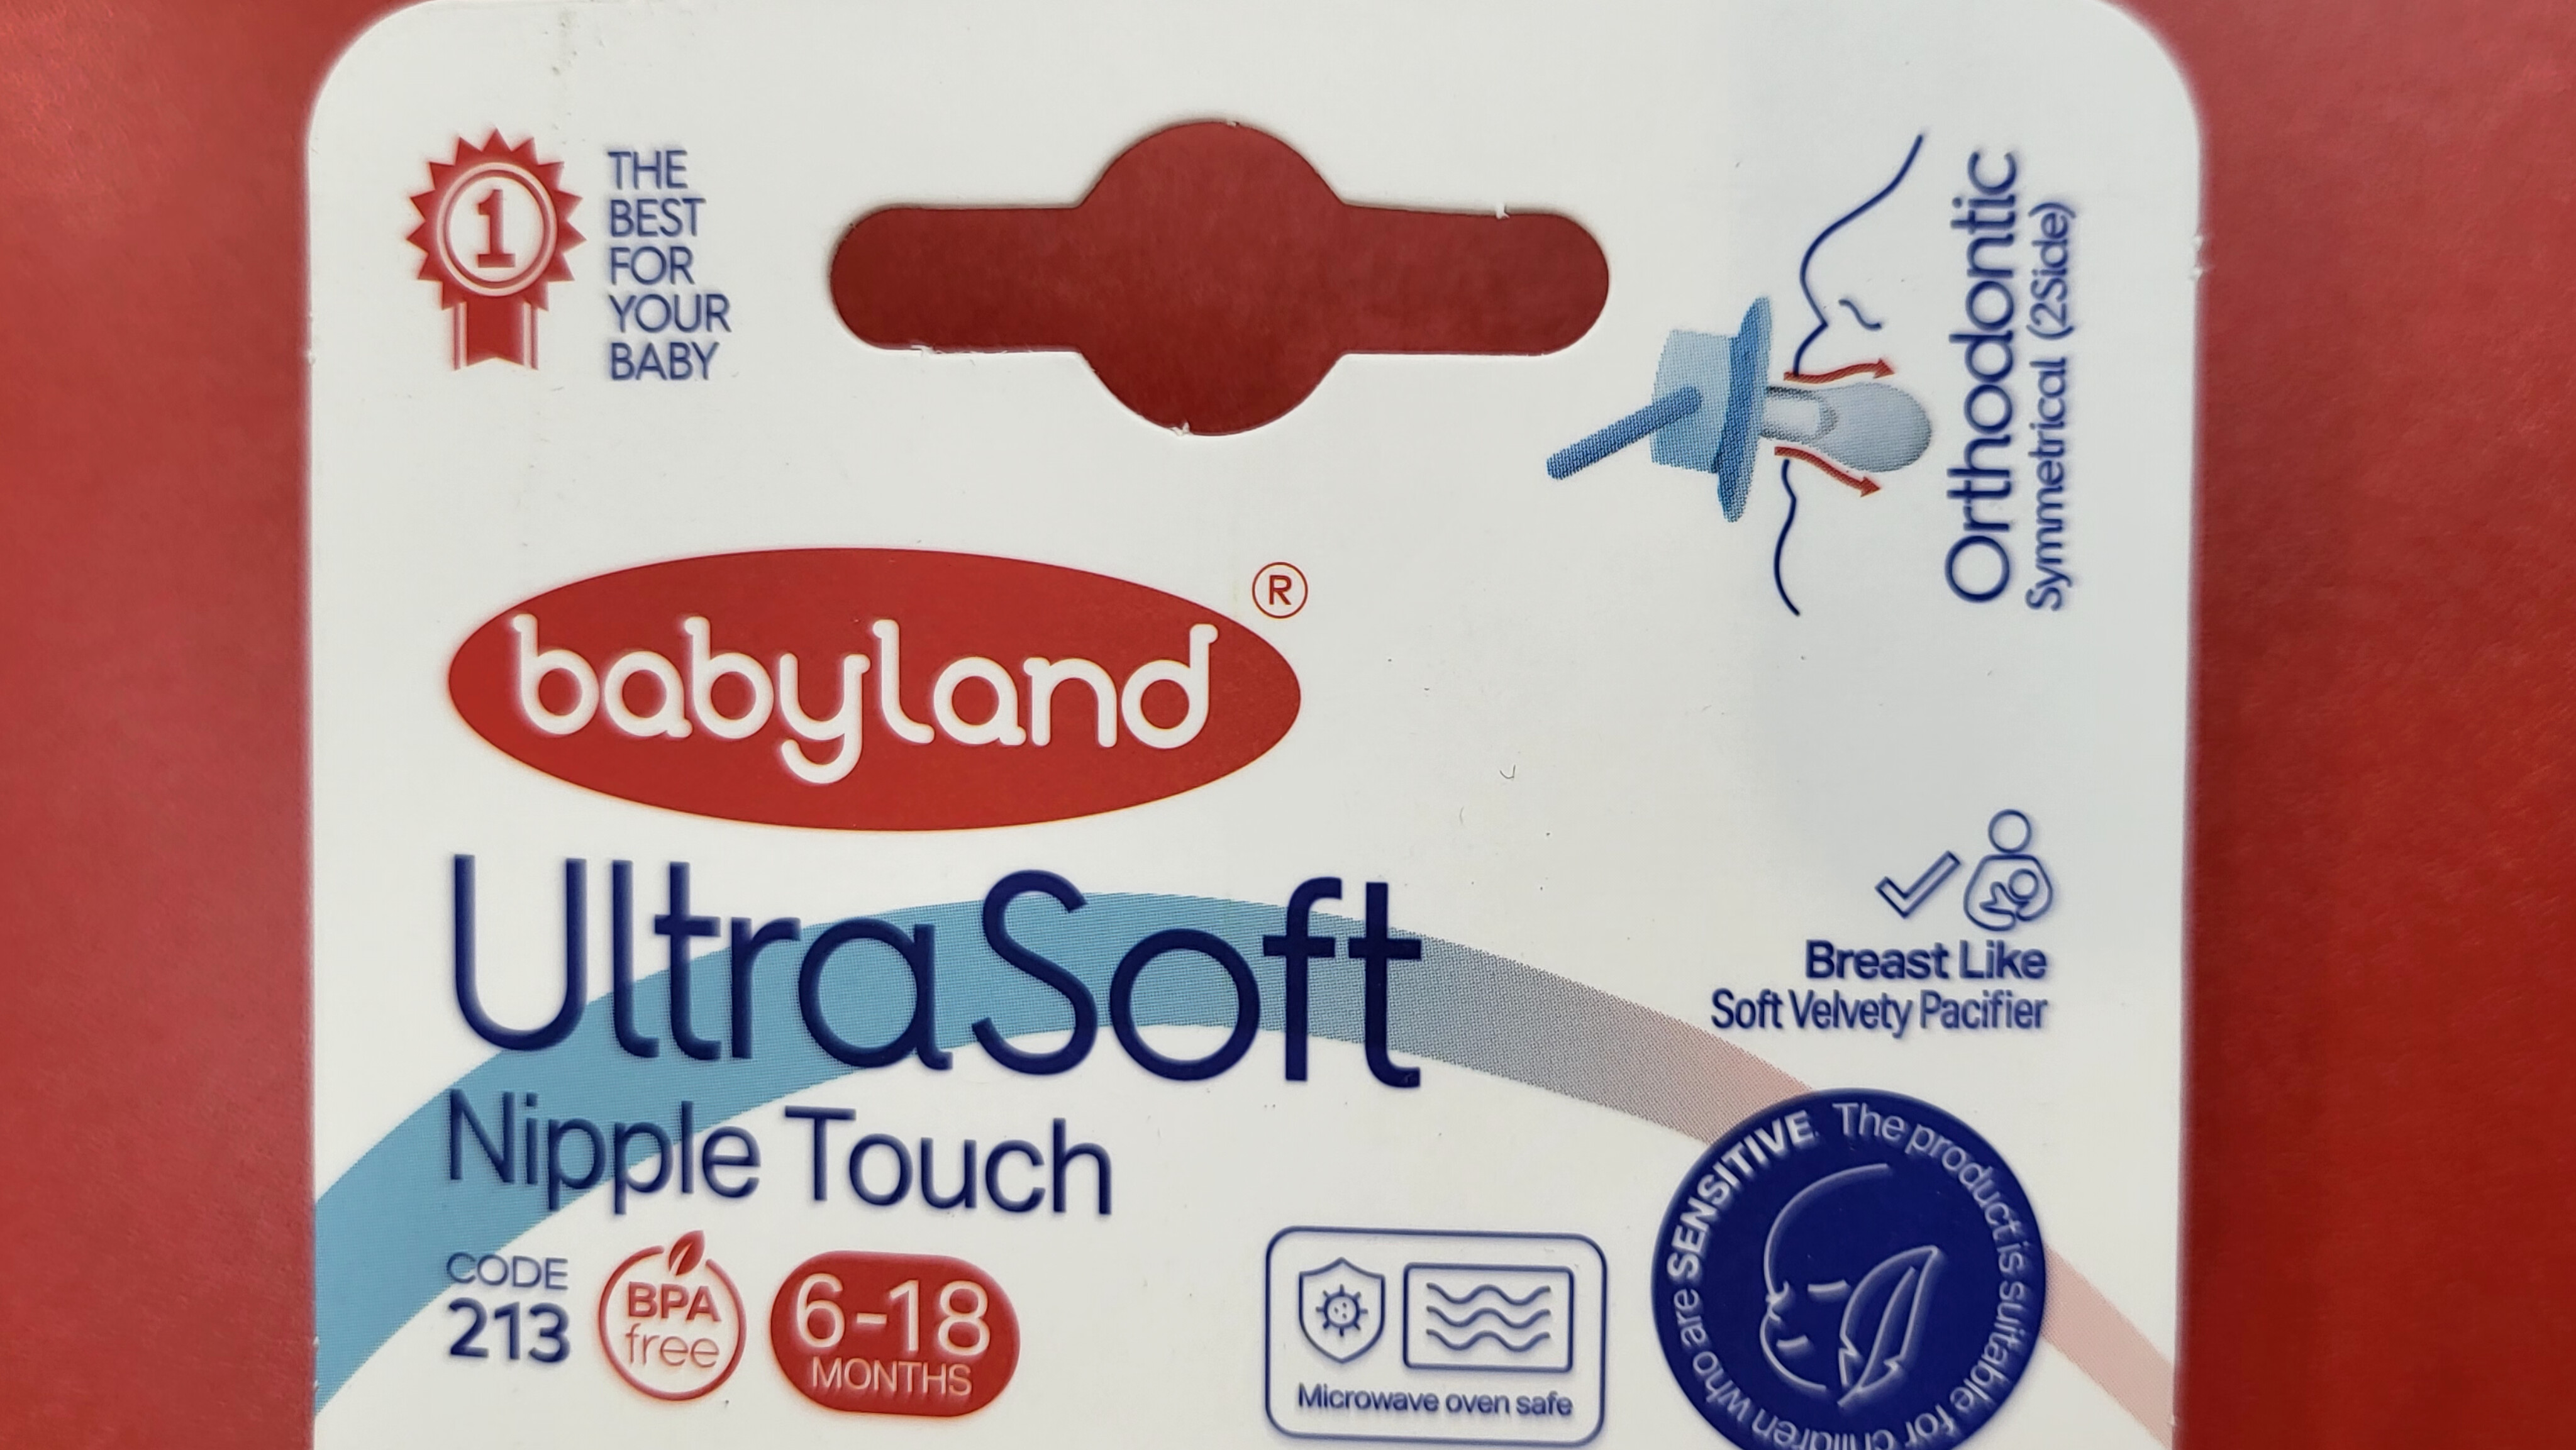 1
THE
BEST
FOR
YOUR
BABY
Orthodontic
Symmetrical (2Side)
babyland®
UltraSoft
Nipple Touch
Breast Like
Soft Velvety Pacifier
CODE
213
BPA
free
6-18
MONTHS
Microwave oven safe
The product is suitable for children who are SENSITIVE